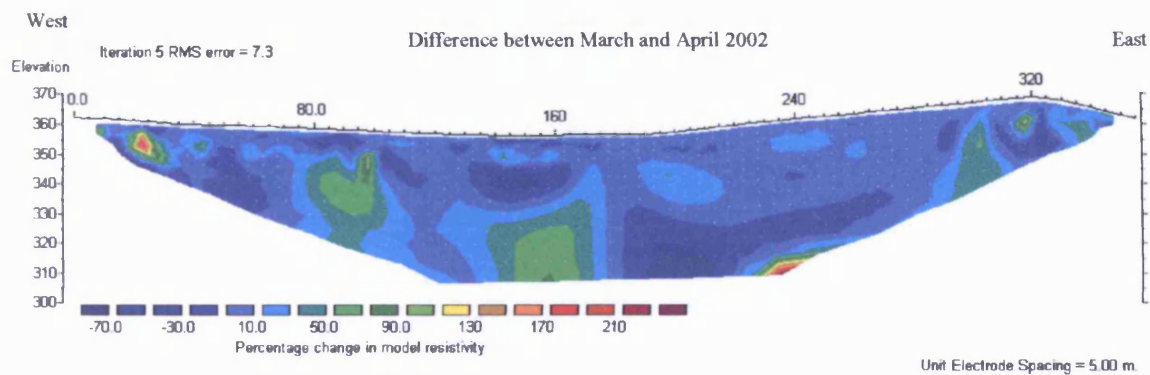 West
Difference between March and April 2002
East
Iteration 5 RMS error = 7.3
Elevation
370
360
350
340
330
320
310
300
0.0
80.0
160
240
320
-70.0 -30.0 10.0 50.0 90.0 130 170 210
Percentage change in model resistivity
Unit Electrode Spacing = 5.00 m.